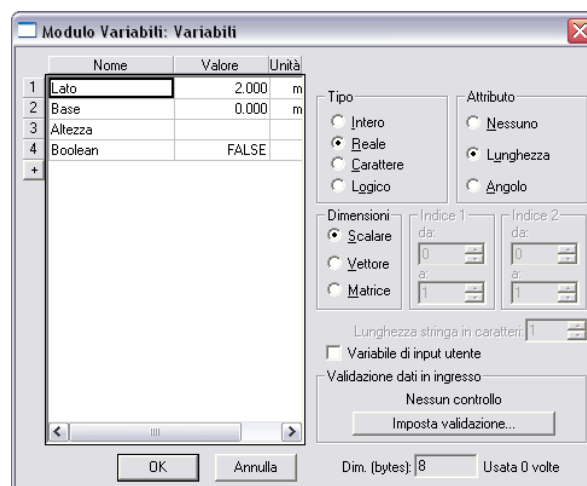 Modulo Variabili: Variabili
Nome Valore Unità
1 Lato 2.000 m
2 Base 0.000 m
3 Altezza
4 Boolean FALSE
+
Tipo
Intero
Reale
Carattere
Logico
Attributo
Nessuno
Lunghezza
Angolo
Dimensioni
Scalare
Vettore
Matrice
Indice 1
da:
0
a:
1
Indice 2
da:
0
a:
1
Lunghezza stringa in caratteri: 1
Variabile di input utente
Validazione dati in ingresso
Nessun controllo
Imposta validazione...
OK Annulla
Dim. (bytes): 8 Usata 0 volte